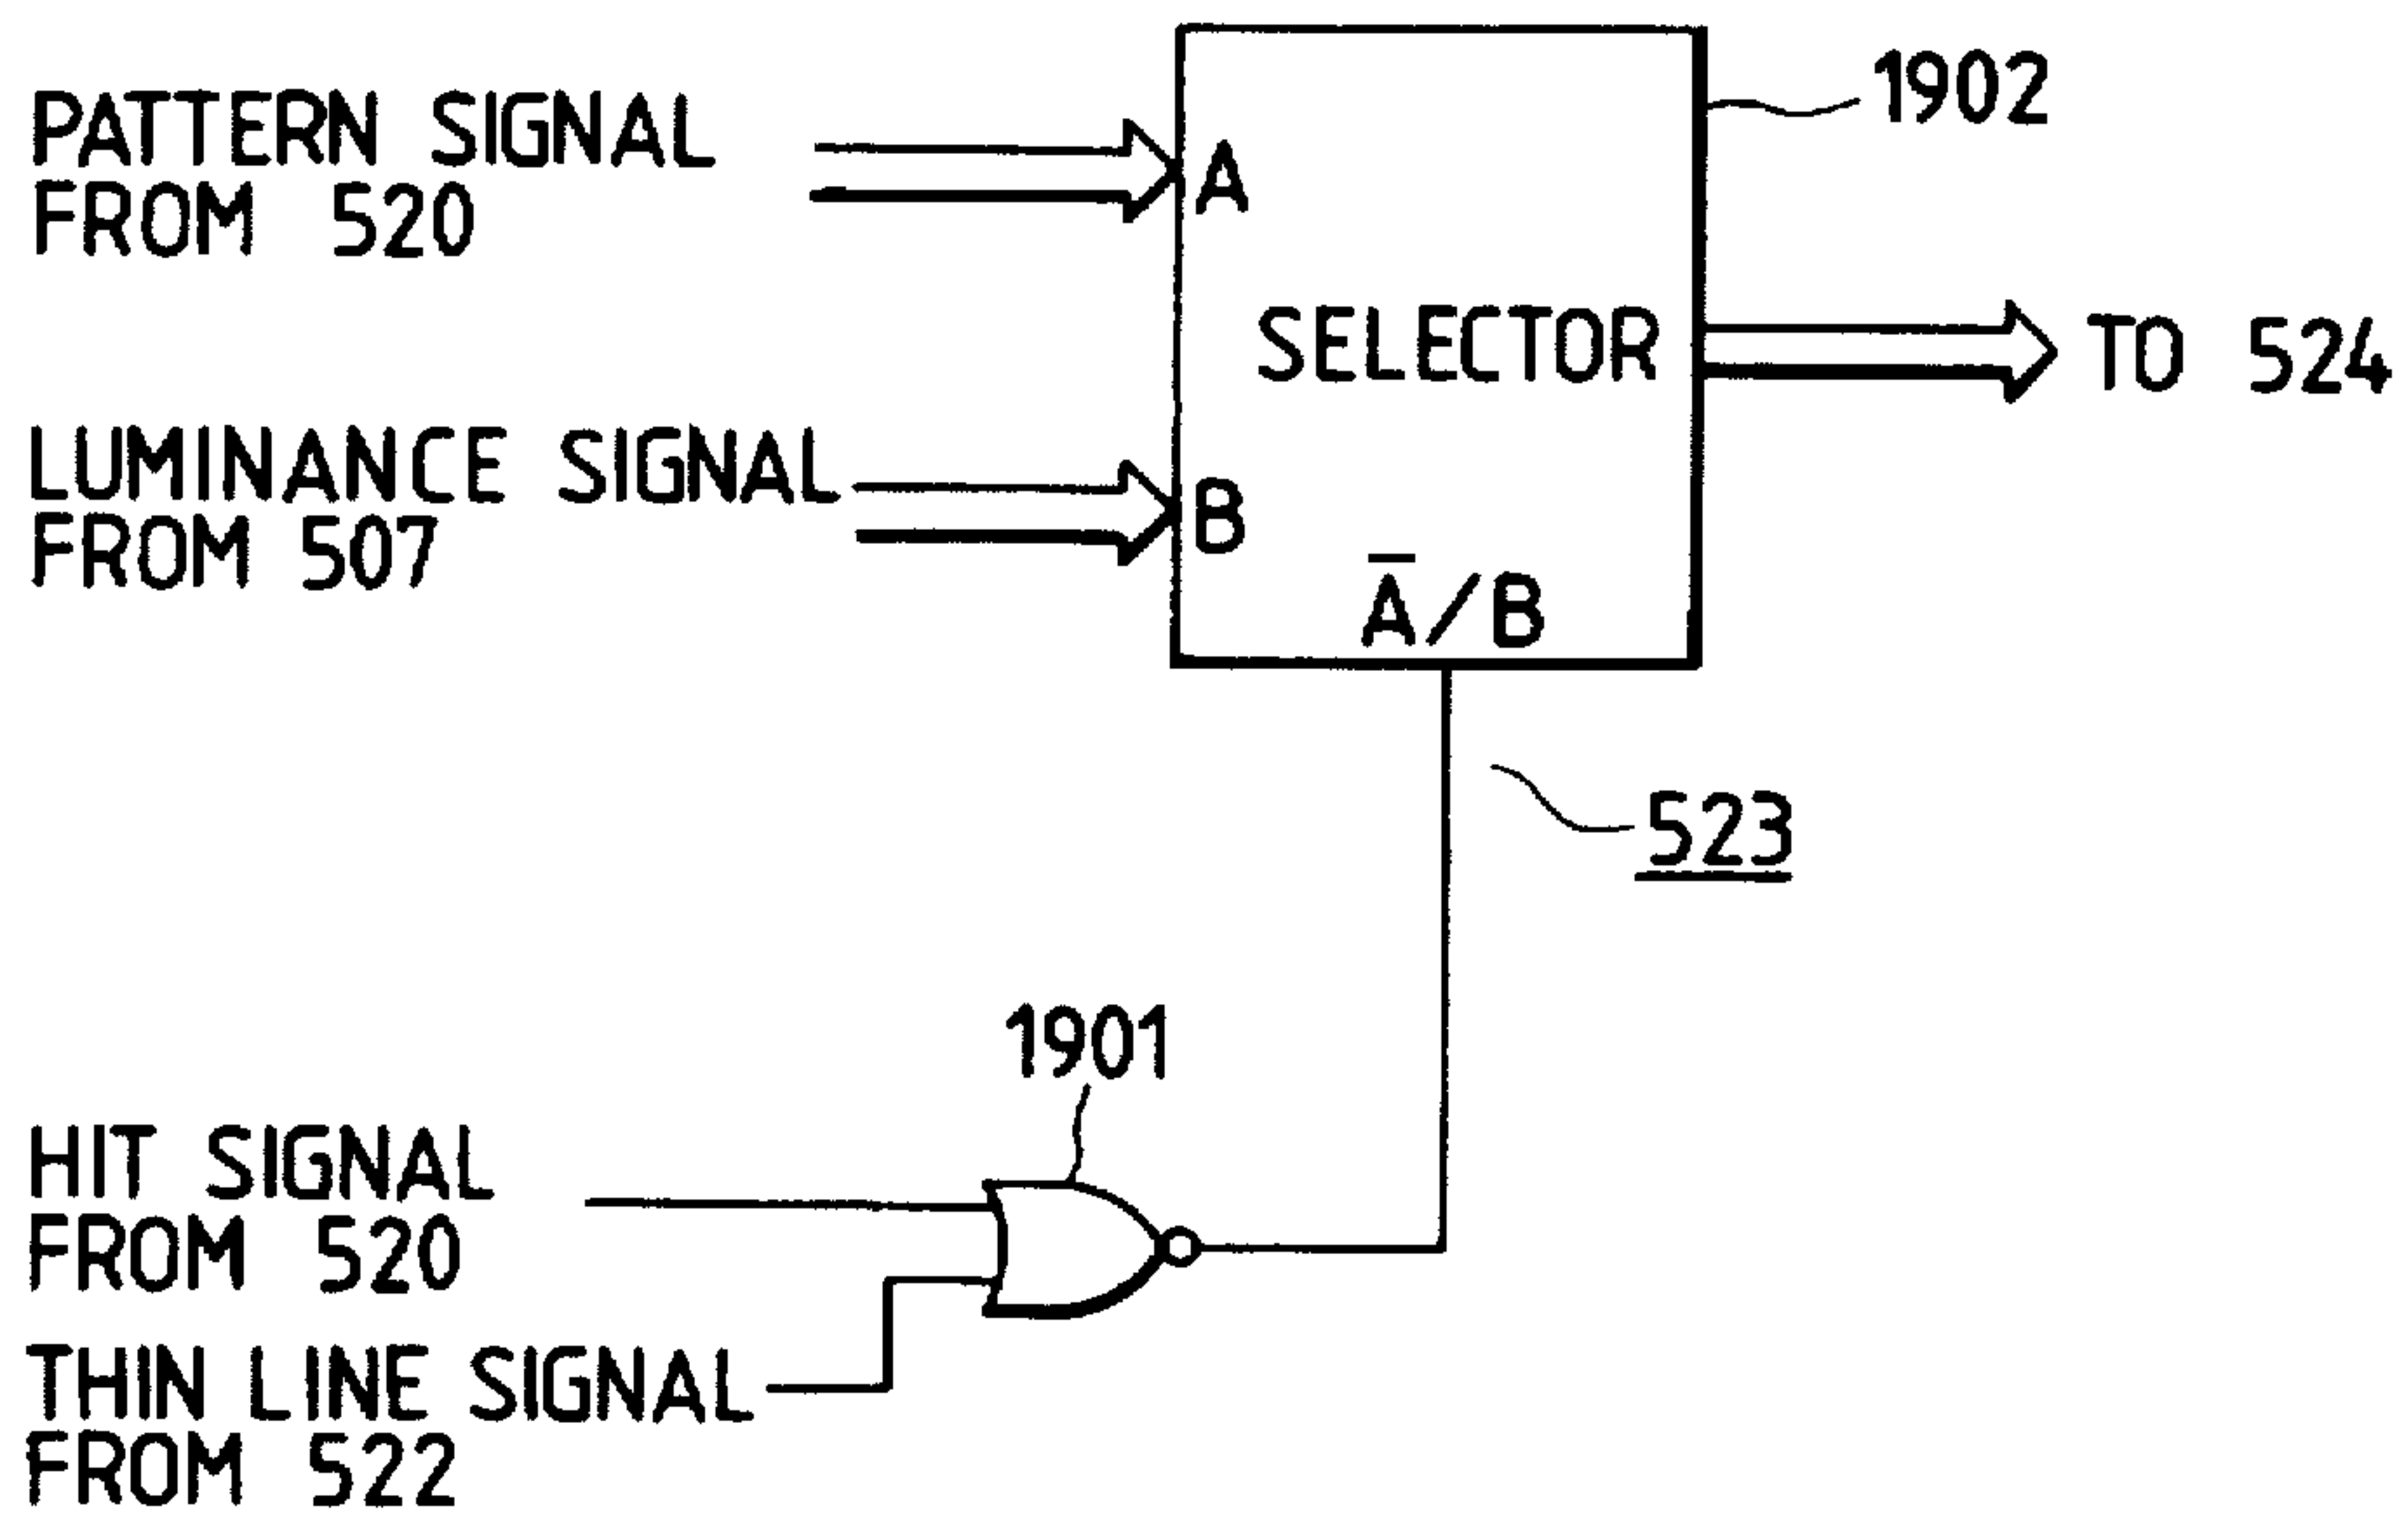 PATTERN SIGNAL
FROM 520
1902
A
SELECTOR
TO 524
LUMINANCE SIGNAL
FROM 507
B
A̅/B
523
1901
HIT SIGNAL
FROM 520
THIN LINE SIGNAL
FROM 522